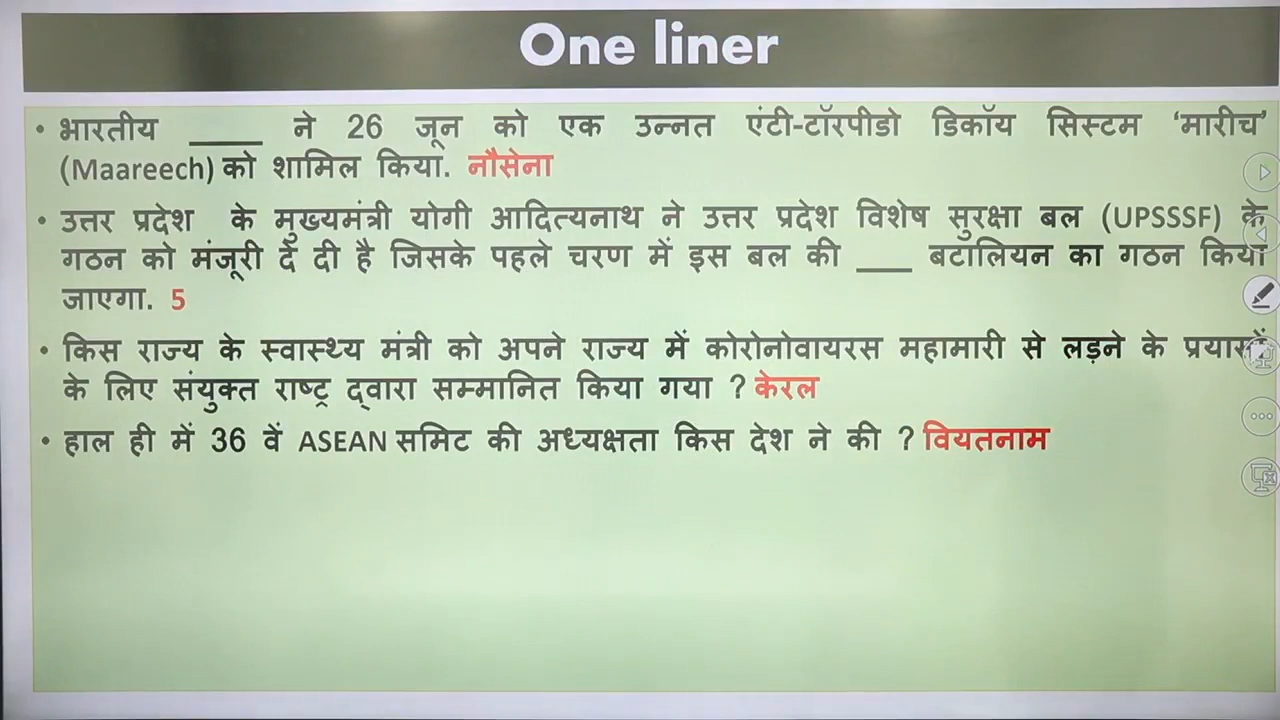 One liner
• भारतीय ____ ने 26 जून को एक उन्नत एंटी-टॉरपीडो डिकॉय सिस्टम ‘मारीच’
(Maareech) को शामिल किया. नौसेना
• उत्तर प्रदेश के मुख्यमंत्री योगी आदित्यनाथ ने उत्तर प्रदेश विशेष सुरक्षा बल (UPSSSF) के
गठन को मंजूरी दे दी है जिसके पहले चरण में इस बल की ___ बटालियन का गठन किया
जाएगा. 5
• किस राज्य के स्वास्थ्य मंत्री को अपने राज्य में कोरोनोवायरस महामारी से लड़ने के प्रयासों
के लिए संयुक्त राष्ट्र द्वारा सम्मानित किया गया ? केरल
• हाल ही में 36 वें ASEAN समिट की अध्यक्षता किस देश ने की ? वियतनाम